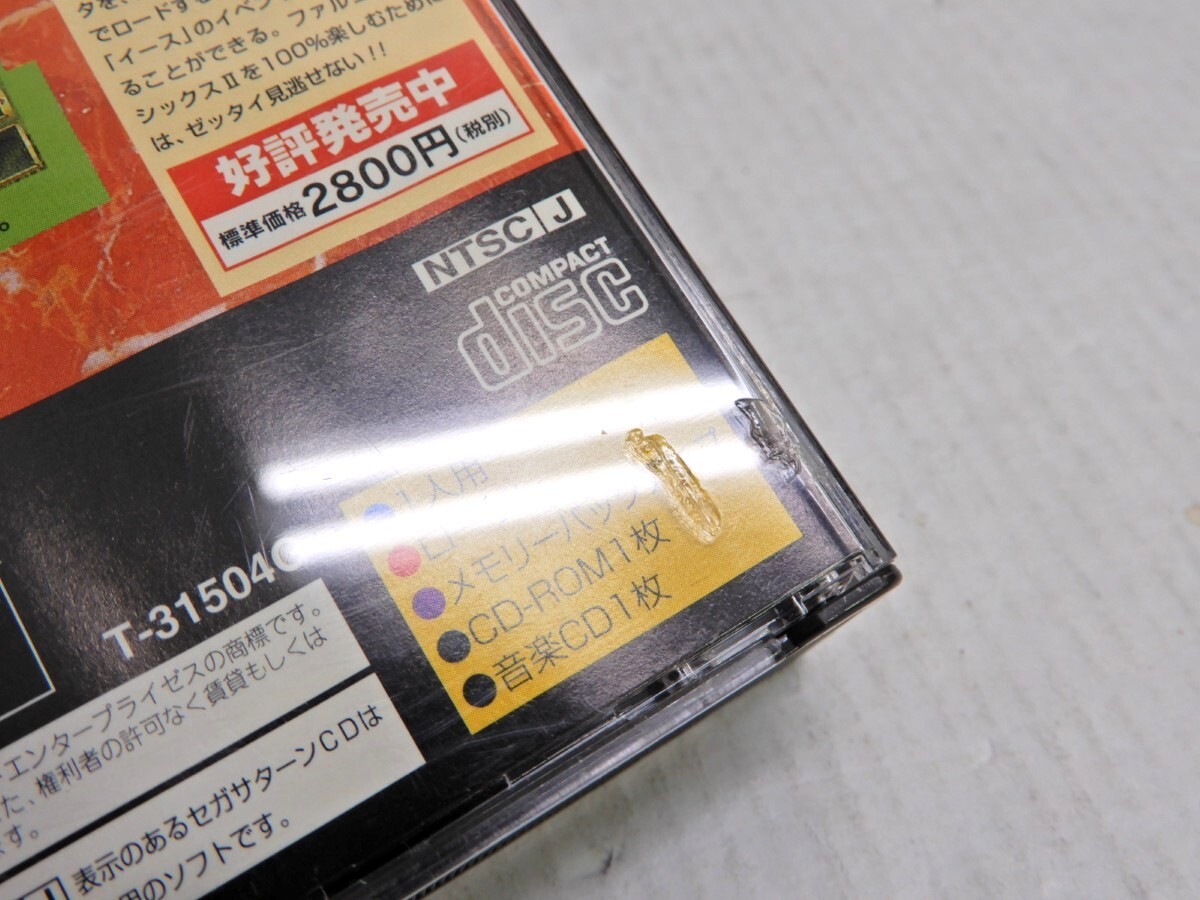 タを、
でロードする
「イース」のイベン
ることができる。ファル
シックスⅡを100%楽しむために
は、ゼッタイ見逃せない!!
好評発売中
標準価格2800円(税別)
。
NTSC J
COMPACT
disc
1人用
メモリーバック
CD-ROM1枚
音楽CD1枚
T-31504G
エンタープライゼスの商標です。
た、権利者の許可なく賃貸もしくは
ます。
J 表示のあるセガサターンCDは
用のソフトです。